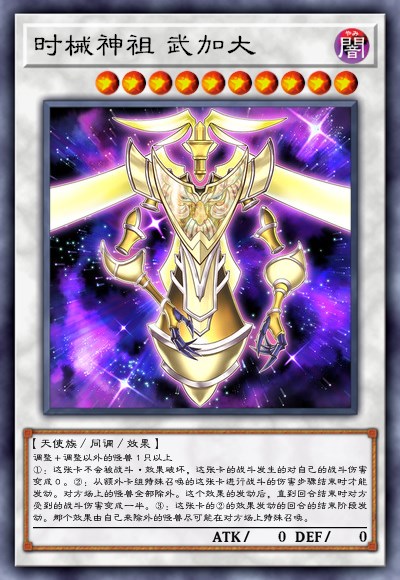 时械神祖 武加大
やみ
闇
【天使族／同调／效果】
调整＋调整以外的怪兽１只以上
①：这张卡不会被战斗·效果破坏，这张卡的战斗发生的对自己的战斗伤害
变成０。②：从额外卡组特殊召唤的这张卡进行战斗的伤害步骤结束时才能
发动。对方场上的怪兽全部除外。这个效果的发动后，直到回合结束时对方
受到的战斗伤害变成一半。③：这张卡的②的效果发动的回合的结束阶段发
动。那个效果由自己来除外的怪兽尽可能在对方场上特殊召唤。
ATK/ 0 DEF/ 0